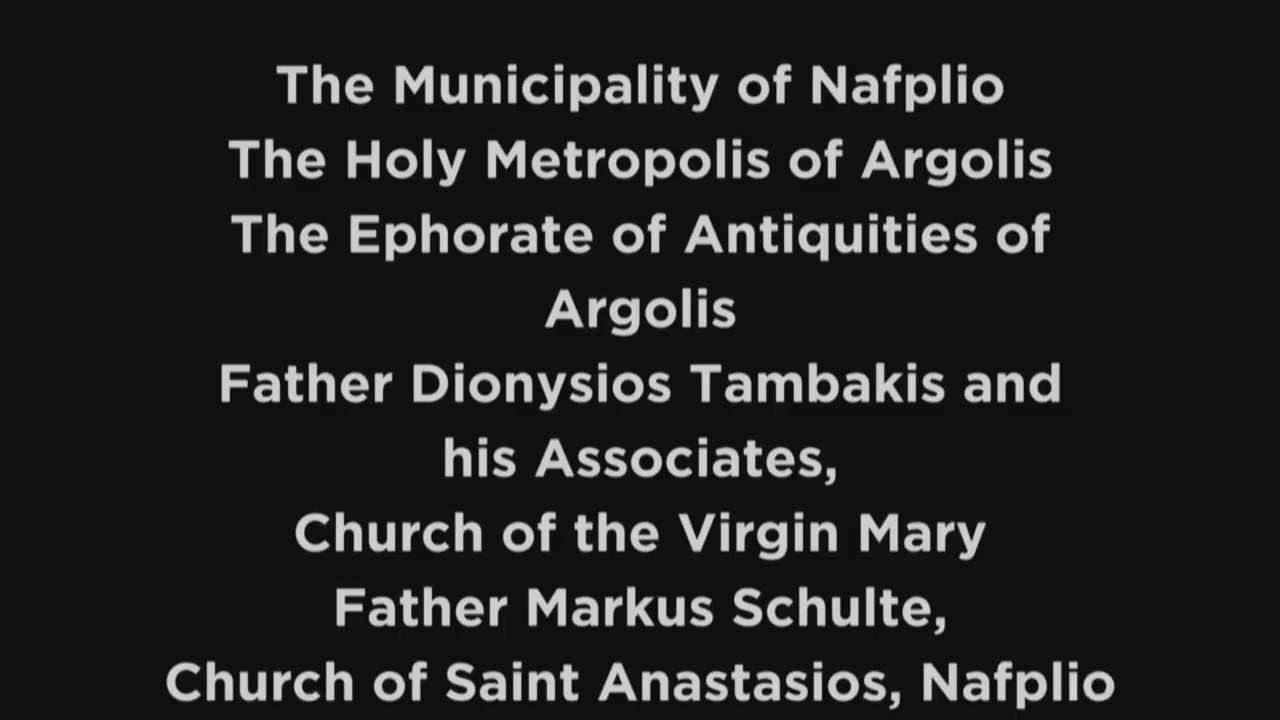 The Municipality of Nafplio
The Holy Metropolis of Argolis
The Ephorate of Antiquities of
Argolis
Father Dionysios Tambakis and
his Associates,
Church of the Virgin Mary
Father Markus Schulte,
Church of Saint Anastasios, Nafplio